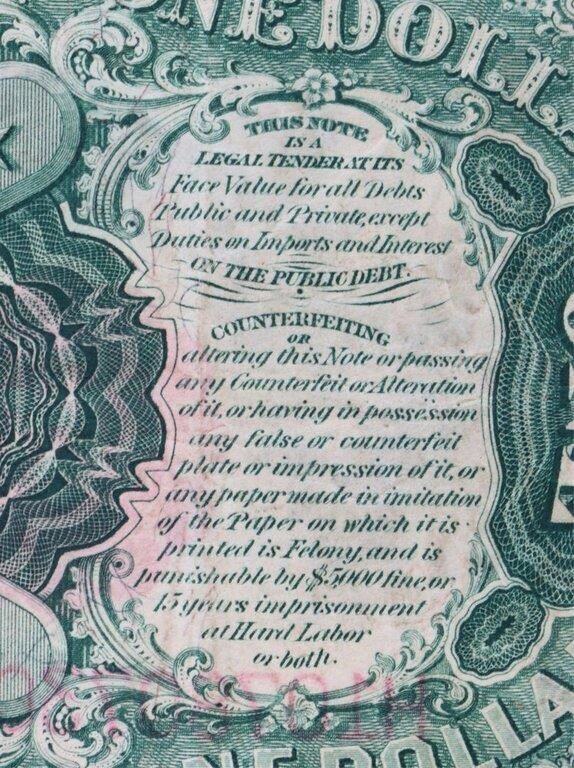 ONE DOLL
THIS NOTE
IS A
LEGAL TENDER AT ITS
Face Value for all Debts
Public and Private, except
Duties on Imports and Interest
ON THE PUBLIC DEBT.
COUNTERFEITING
OR
altering this Note or passing
any Counterfeit or Alteration
of it, or having in possession
any false or counterfeit
plate or impression of it, or
any paper made in imitation
of the Paper on which it is
printed is Felony, and is
punishable by $5000 fine, or
15 years imprisonment
at Hard Labor
or both.
NE DOLLA